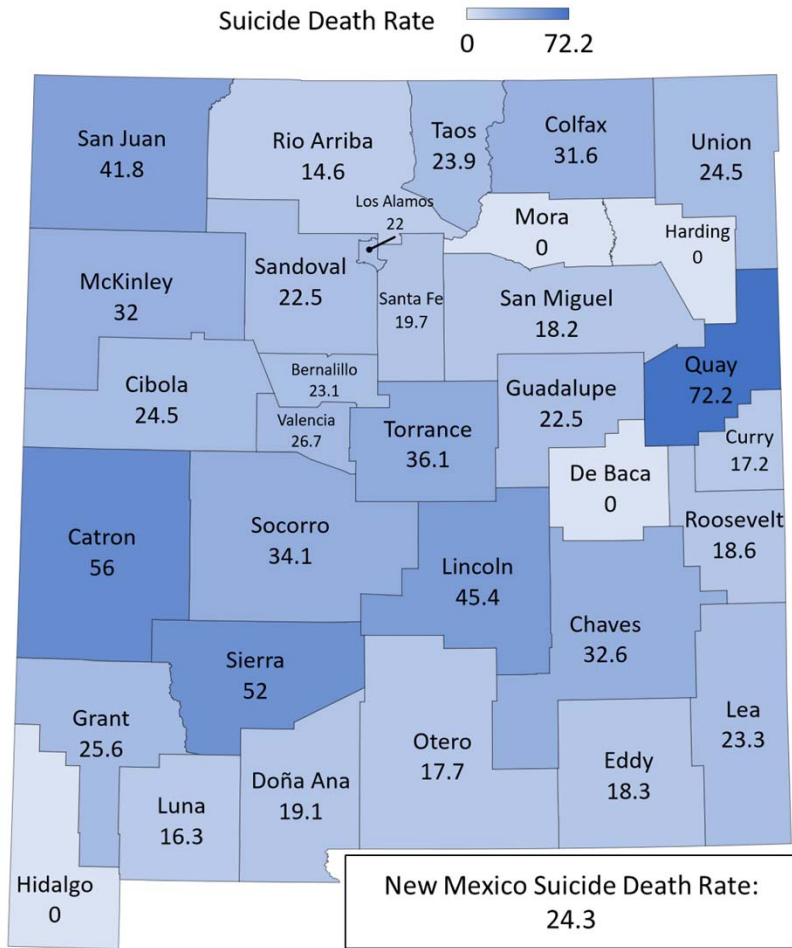 Suicide Death Rate
0 72.2
San Juan
41.8
Rio Arriba
14.6
Taos
23.9
Colfax
31.6
Union
24.5
Los Alamos
22
Mora
0
Harding
0
McKinley
32
Sandoval
22.5
Santa Fe
19.7
San Miguel
18.2
Quay
72.2
Cibola
24.5
Bernalillo
23.1
Valencia
26.7
Torrance
36.1
Guadalupe
22.5
Curry
17.2
De Baca
0
Roosevelt
18.6
Catron
56
Socorro
34.1
Lincoln
45.4
Chaves
32.6
Sierra
52
Grant
25.6
Luna
16.3
Doña Ana
19.1
Otero
17.7
Eddy
18.3
Lea
23.3
Hidalgo
0
New Mexico Suicide Death Rate:
24.3